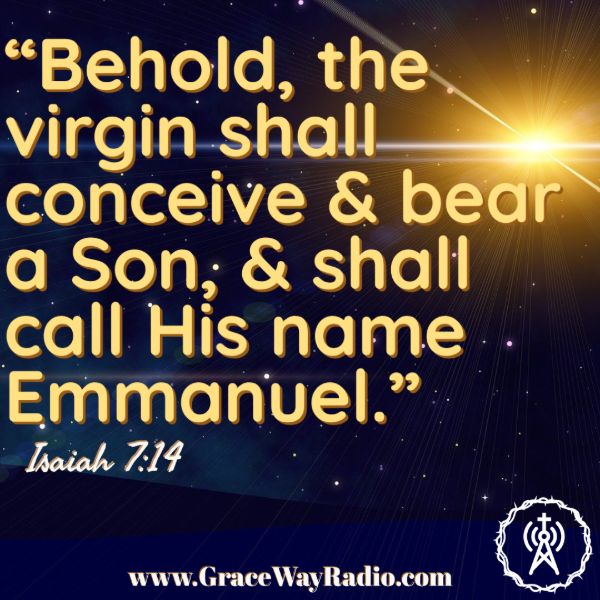 “Behold, the
virgin shall
conceive & bear
a Son, & shall
call His name
Emmanuel.”
Isaiah 7:14
www.GraceWayRadio.com